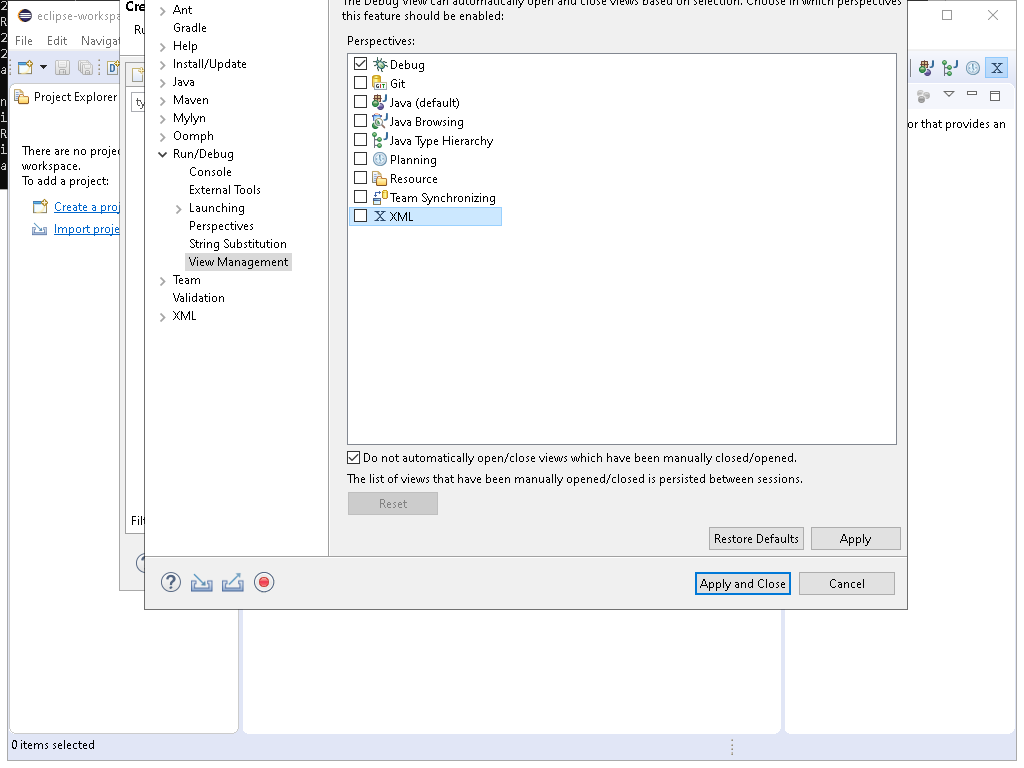 eclipse-workspa
File Edit Navigat
Project Explorer
There are no projec
workspace.
To add a project:
Create a proj
Import proje
Cre
Ru
ty
Filt
Ant
Gradle
Help
Install/Update
Java
Maven
Mylyn
Oomph
Run/Debug
Console
External Tools
Launching
Perspectives
String Substitution
View Management
Team
Validation
XML
The Debug View can automatically open and close views based on selection. Choose in which perspectives
this feature should be enabled:
Perspectives:
Debug
Git
Java (default)
Java Browsing
Java Type Hierarchy
Planning
Resource
Team Synchronizing
X XML
Do not automatically open/close views which have been manually closed/opened.
The list of views that have been manually opened/closed is persisted between sessions.
Reset
Restore Defaults Apply
Apply and Close Cancel
or that provides an
0 items selected